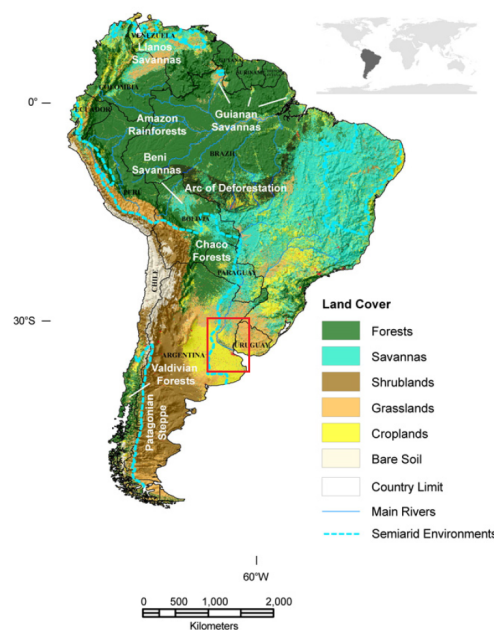 VENEZUELA
Llanos
Savannas
GUYANA
SURINAM
COLOMBIA
0°
ECUADOR
Guianan
Savannas
Amazon
Rainforests
BRAZIL
Beni
Savannas
Arc of Deforestation
PERU
BOLIVIA
Chaco
Forests
PARAGUAY
CHILE
30°S
URUGUAY
ARGENTINA
Valdivian
Forests
Patagonian
Steppe
Land Cover
Forests
Savannas
Shrublands
Grasslands
Croplands
Bare Soil
Country Limit
Main Rivers
Semiarid Environments
60°W
0 500 1,000 2,000
Kilometers